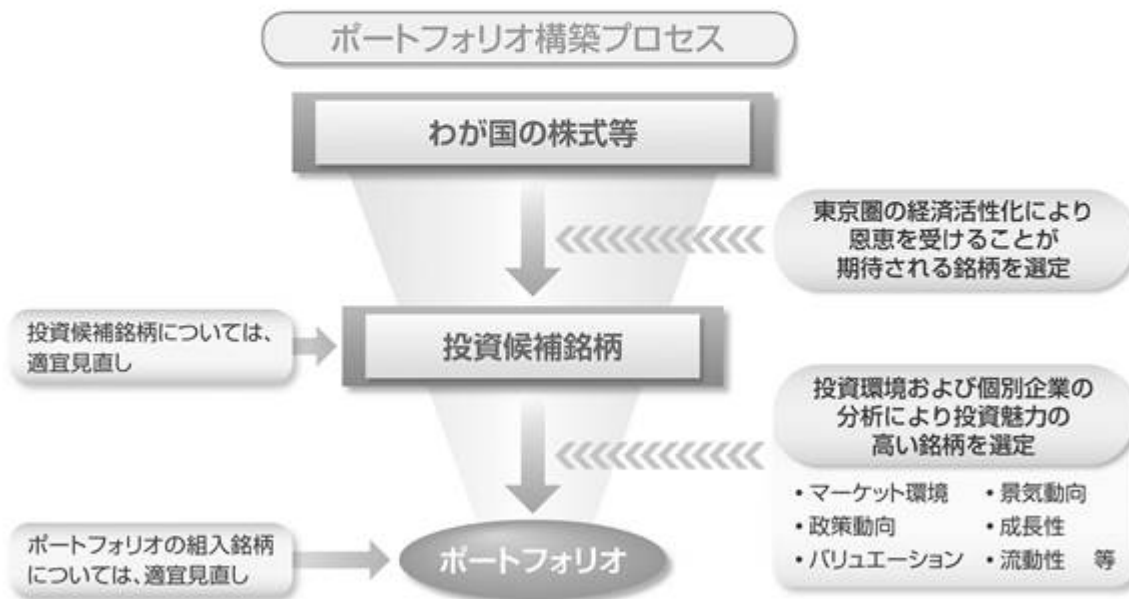 ポートフォリオ構築プロセス
わが国の株式等
東京圏の経済活性化により
恩恵を受けることが
期待される銘柄を選定
投資候補銘柄については、
適宜見直し
投資候補銘柄
投資環境および個別企業の
分析により投資魅力の
高い銘柄を選定
・マーケット環境 ・景気動向
・政策動向 ・成長性
・バリュエーション ・流動性 等
ポートフォリオの組入銘柄
については、適宜見直し
ポートフォリオ